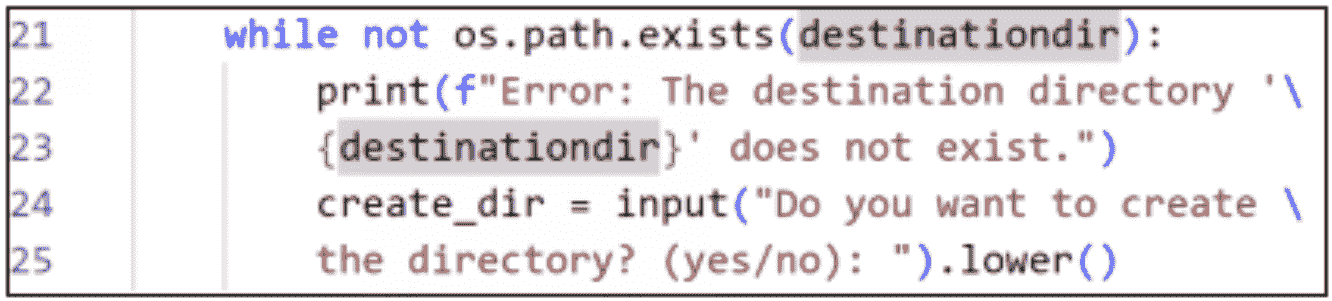 21 while not os.path.exists(destinationdir):
22 print(f"Error: The destination directory '\
23 {destinationdir}' does not exist.")
24 create_dir = input("Do you want to create \
25 the directory? (yes/no): ").lower()